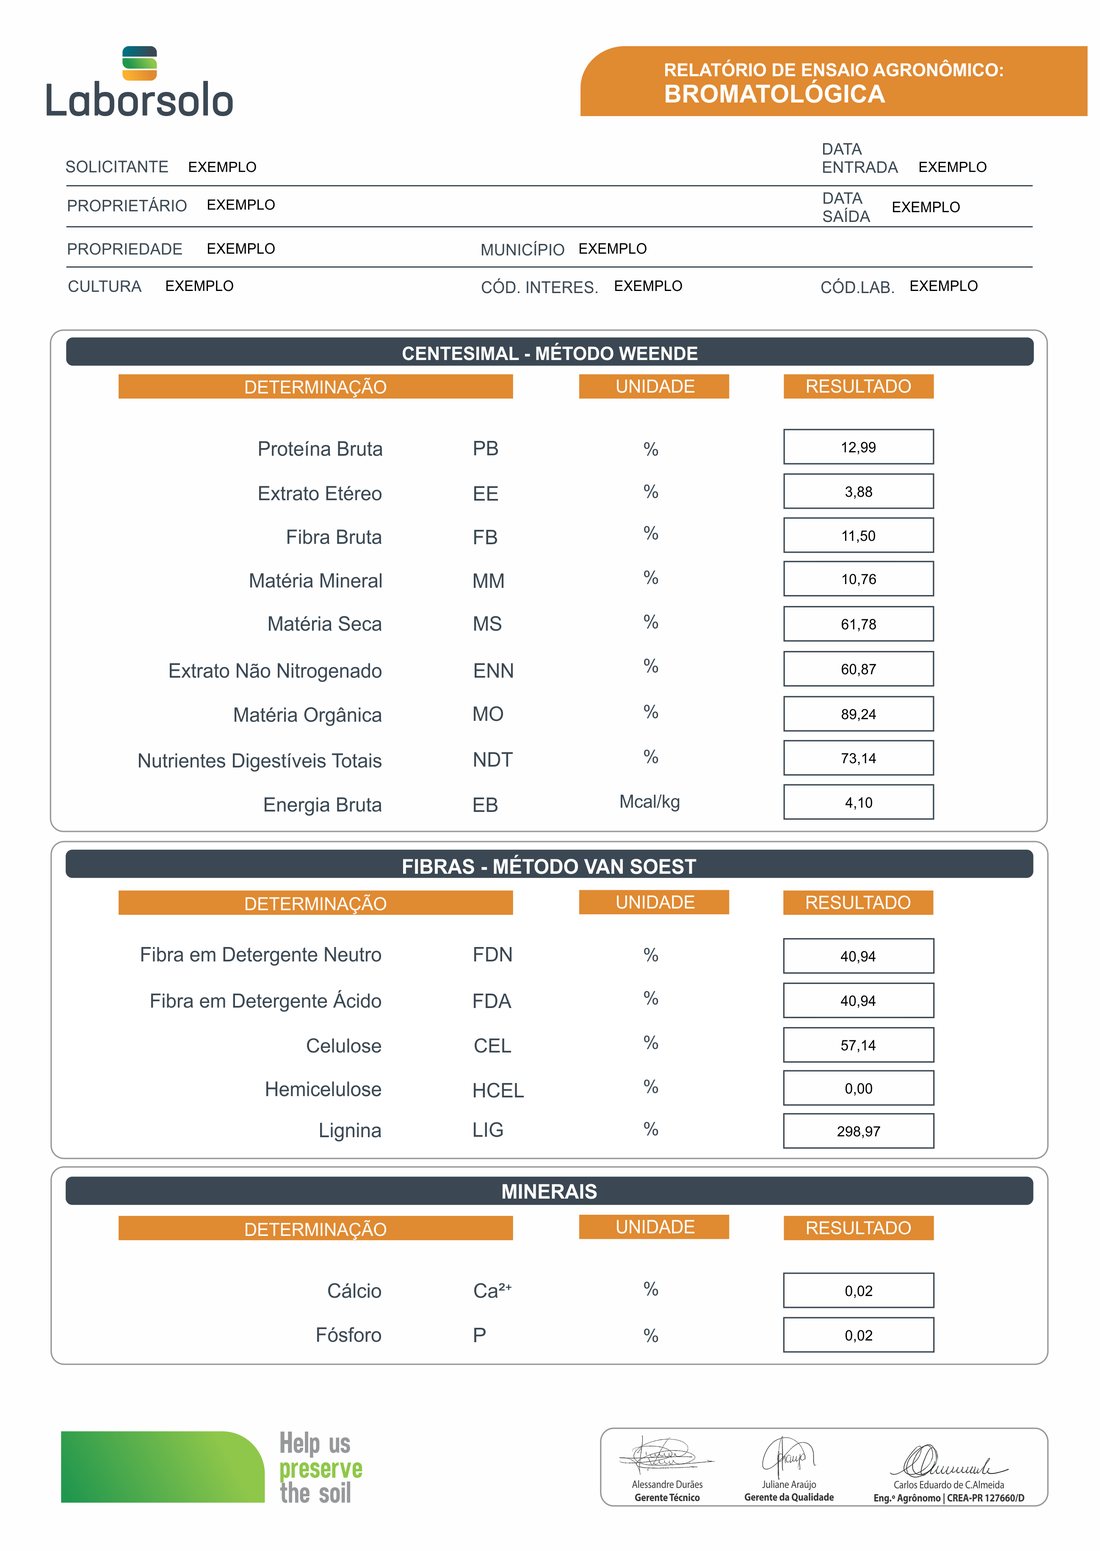 Laborsolo
RELATÓRIO DE ENSAIO AGRONÔMICO:
BROMATOLÓGICA
SOLICITANTE EXEMPLO DATA ENTRADA EXEMPLO
PROPRIETÁRIO EXEMPLO DATA SAÍDA EXEMPLO
PROPRIEDADE EXEMPLO MUNICÍPIO EXEMPLO
CULTURA EXEMPLO CÓD. INTERES. EXEMPLO CÓD.LAB. EXEMPLO
CENTESIMAL - MÉTODO WEENDE
DETERMINAÇÃO UNIDADE RESULTADO
Proteína Bruta PB % 12,99
Extrato Etéreo EE % 3,88
Fibra Bruta FB % 11,50
Matéria Mineral MM % 10,76
Matéria Seca MS % 61,78
Extrato Não Nitrogenado ENN % 60,87
Matéria Orgânica MO % 89,24
Nutrientes Digestíveis Totais NDT % 73,14
Energia Bruta EB Mcal/kg 4,10
FIBRAS - MÉTODO VAN SOEST
DETERMINAÇÃO UNIDADE RESULTADO
Fibra em Detergente Neutro FDN % 40,94
Fibra em Detergente Ácido FDA % 40,94
Celulose CEL % 57,14
Hemicelulose HCEL % 0,00
Lignina LIG % 298,97
MINERAIS
DETERMINAÇÃO UNIDADE RESULTADO
Cálcio Ca²⁺ % 0,02
Fósforo P % 0,02
Help us
preserve
the soil
Alessandre Durães
Gerente Técnico
Juliane Araújo
Gerente da Qualidade
Carlos Eduardo de C.Almeida
Eng.º Agrônomo | CREA-PR 127660/D